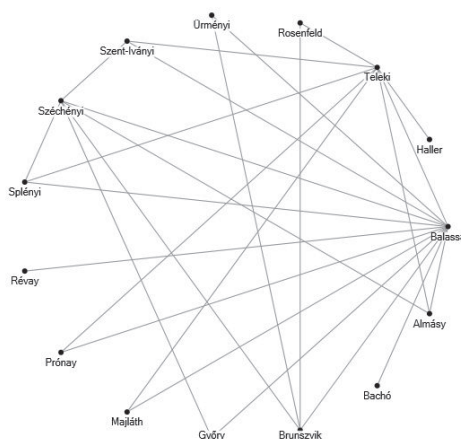 Ürményi
Rosenfeld
Szent-Iványi
Teleki
Széchényi
Haller
Splényi
Balassa
Révay
Almásy
Prónay
Bachó
Majláth
Győry
Brunszvik